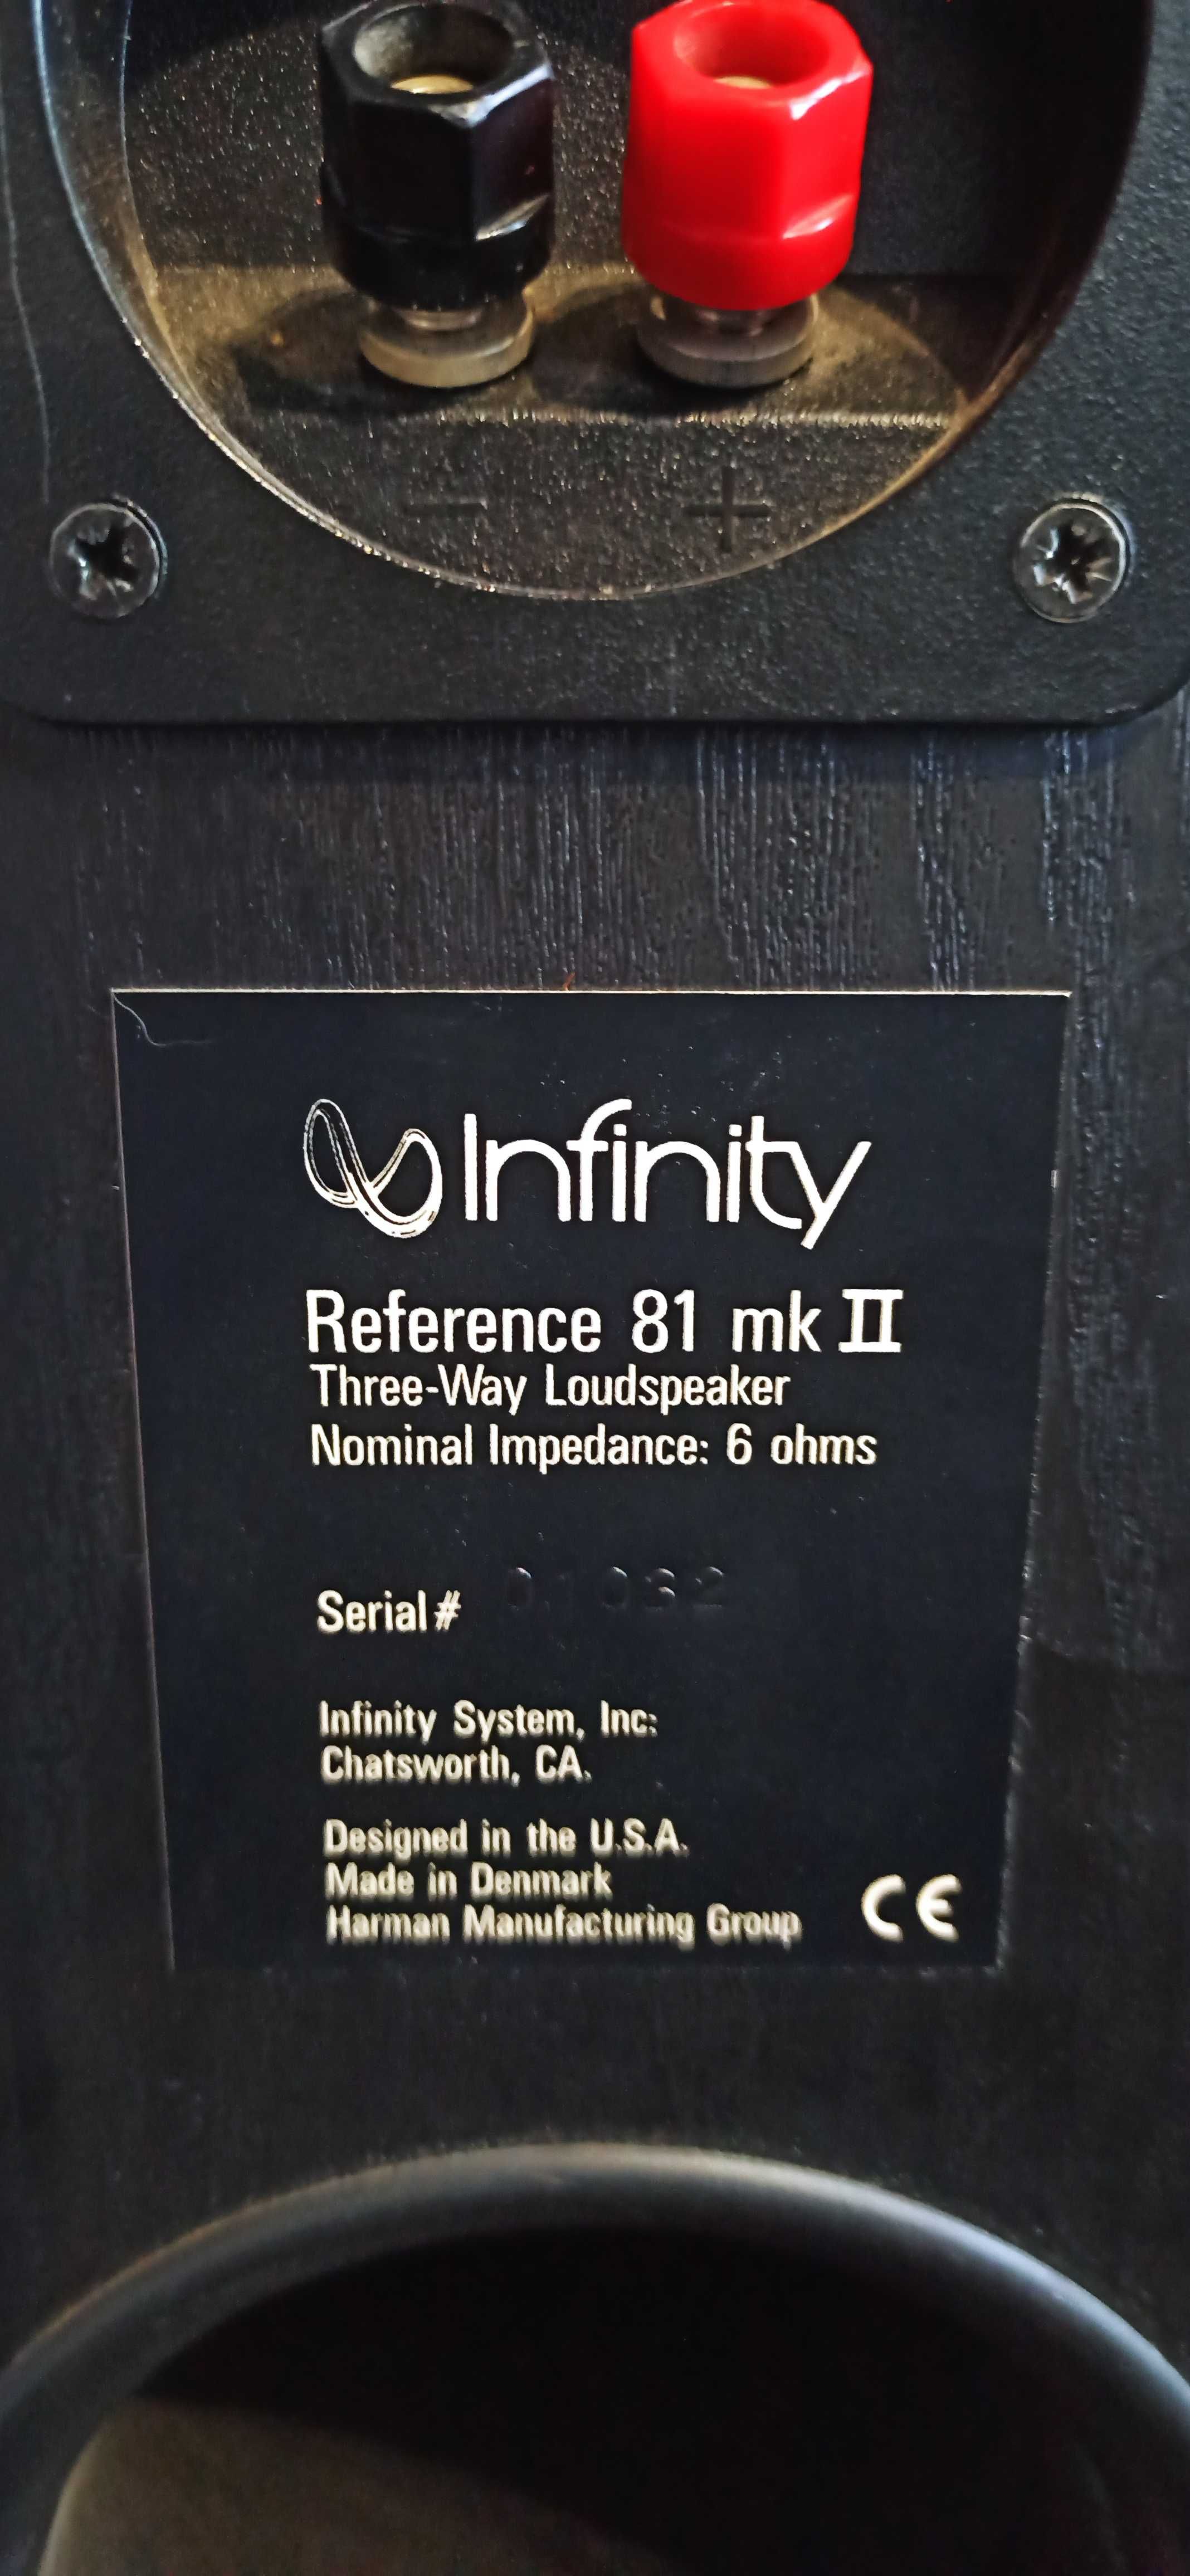 − +
Infinity
Reference 81 mk II
Three-Way Loudspeaker
Nominal Impedance: 6 ohms
Serial # 01032
Infinity System, Inc.
Chatsworth, CA.
Designed in the U.S.A.
Made in Denmark
Harman Manufacturing Group
CE